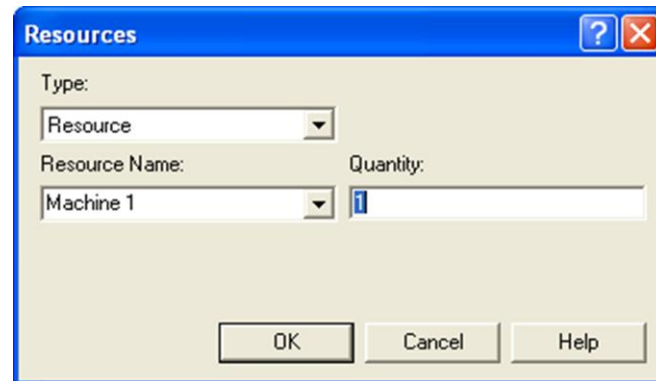 Resources
Type:
Resource
Resource Name: Quantity:
Machine 1 1
OK Cancel Help